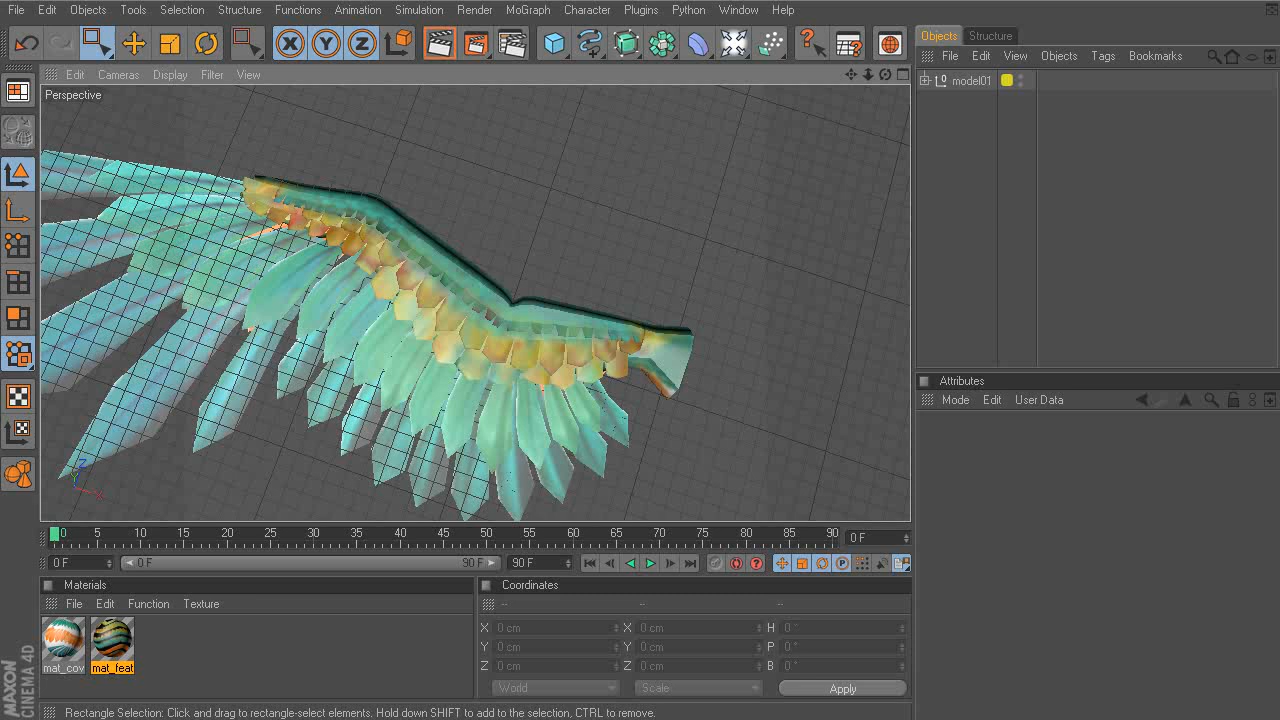 File Edit Objects Tools Selection Structure Functions Animation Simulation Render MoGraph Character Plugins Python Window Help
Objects Structure
File Edit View Objects Tags Bookmarks
Edit Cameras Display Filter View
model01
Perspective
Attributes
Mode Edit User Data
Z
Y
X
0 5 10 15 20 25 30 35 40 45 50 55 60 65 70 75 80 85 90
0 F
0 F
0 F 90 F
90 F
Materials
Coordinates
File Edit Function Texture
-- -- --
X 0 cm X 0 cm H 0 °
Y 0 cm Y 0 cm P 0 °
Z 0 cm Z 0 cm B 0 °
mat_cov mat_feat
World Scale Apply
MAXON
CINEMA 4D
Rectangle Selection: Click and drag to rectangle-select elements. Hold down SHIFT to add to the selection, CTRL to remove.